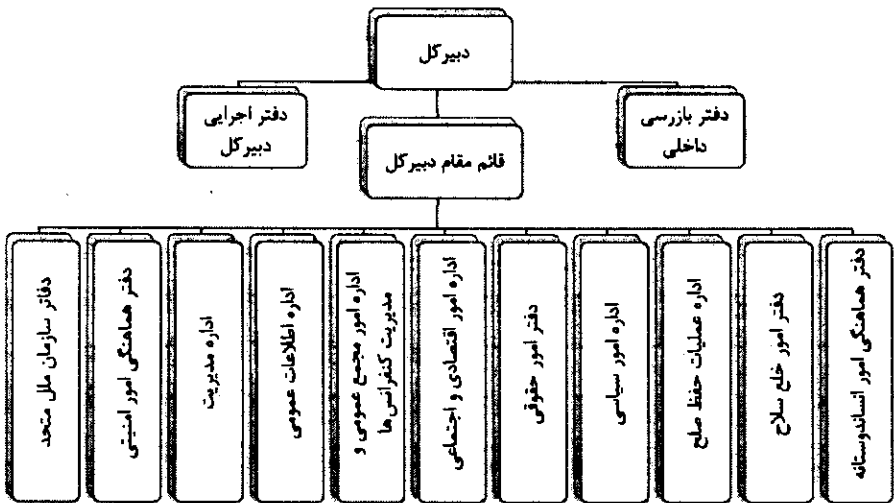 دبیرکل
دفتر بازرسی
داخلی
دفتر اجرایی
دبیرکل
قائم مقام دبیرکل
دفتر هماهنگی امور انساندوستانه
دفتر امور خلع سلاح
اداره عملیات حفظ صلح
اداره امور سیاسی
دفتر امور حقوقی
اداره امور اقتصادی و اجتماعی
اداره امور مجمع عمومی و
مدیریت کنفرانس‌ها
اداره اطلاعات عمومی
اداره مدیریت
دفتر هماهنگی امور امنیتی
دفاتر سازمان ملل متحد